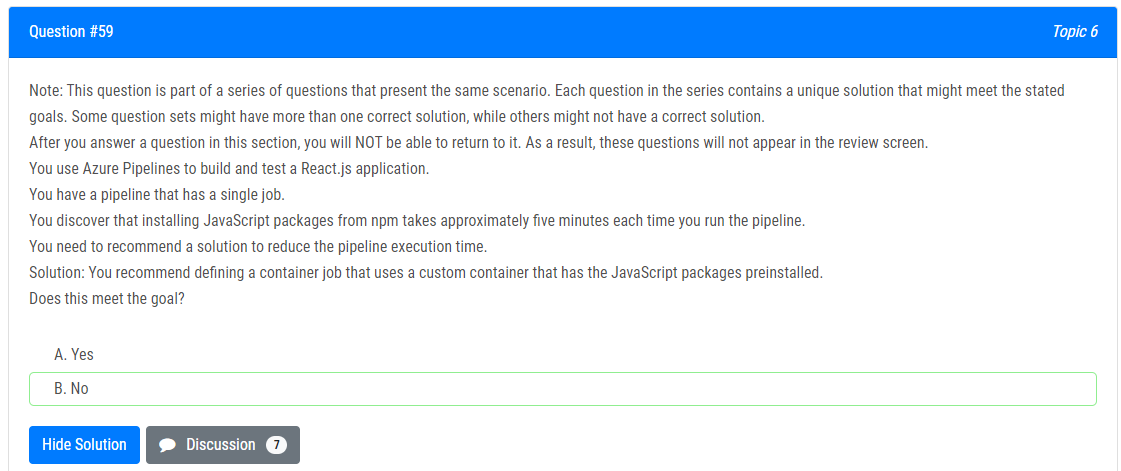 Question #59
Topic 6
Note: This question is part of a series of questions that present the same scenario. Each question in the series contains a unique solution that might meet the stated
goals. Some question sets might have more than one correct solution, while others might not have a correct solution.
After you answer a question in this section, you will NOT be able to return to it. As a result, these questions will not appear in the review screen.
You use Azure Pipelines to build and test a React.js application.
You have a pipeline that has a single job.
You discover that installing JavaScript packages from npm takes approximately five minutes each time you run the pipeline.
You need to recommend a solution to reduce the pipeline execution time.
Solution: You recommend defining a container job that uses a custom container that has the JavaScript packages preinstalled.
Does this meet the goal?
A. Yes
B. No
Hide Solution
Discussion 7